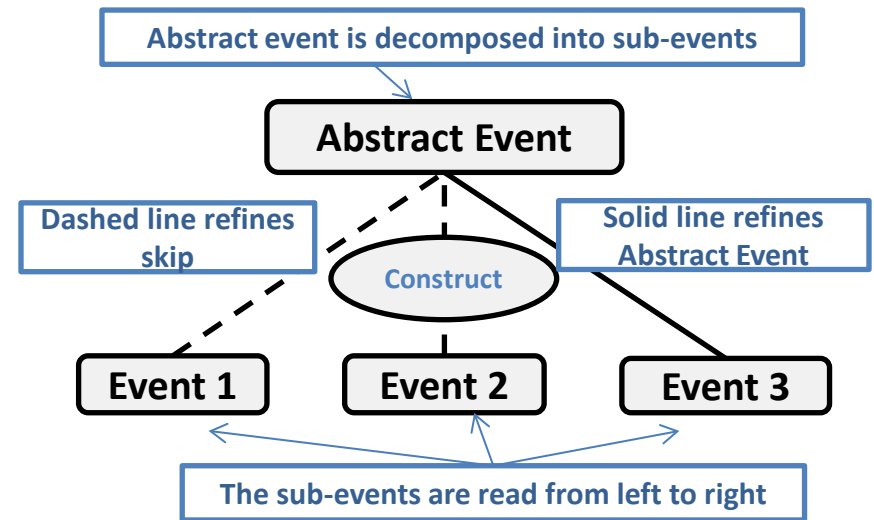 Abstract event is decomposed into sub-events
Abstract Event
Dashed line refines
skip
Solid line refines
Abstract Event
Construct
Event 1
Event 2
Event 3
The sub-events are read from left to right